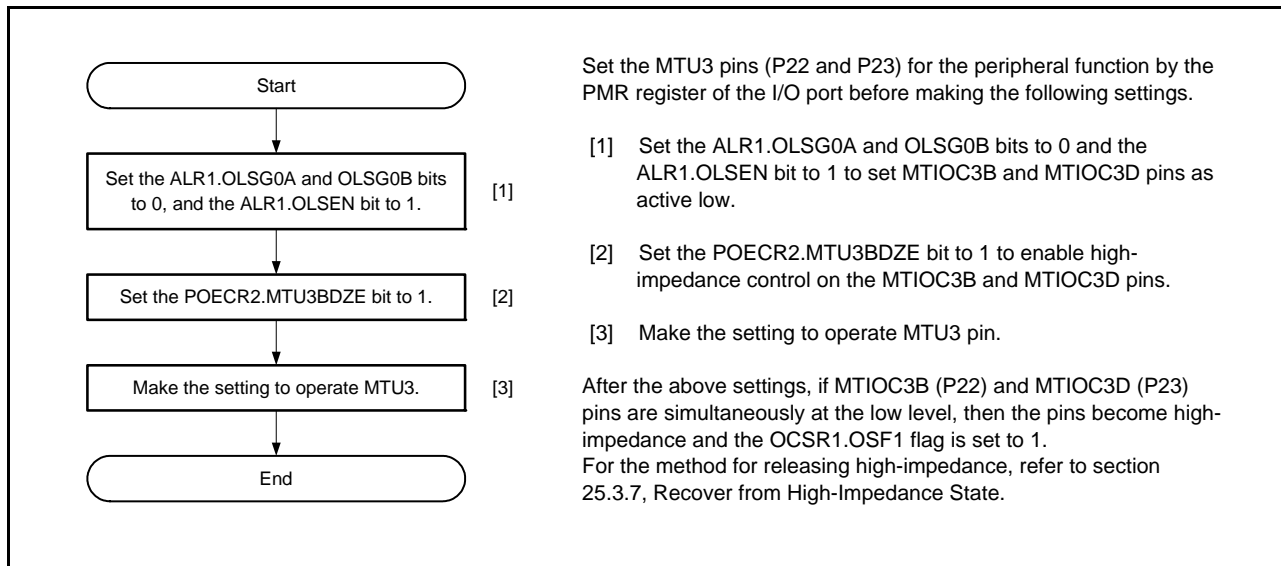 Start
Set the ALR1.OLSG0A and OLSG0B bits
to 0, and the ALR1.OLSEN bit to 1.
[1]
Set the POECR2.MTU3BDZE bit to 1.
[2]
Make the setting to operate MTU3.
[3]
End
Set the MTU3 pins (P22 and P23) for the peripheral function by the
PMR register of the I/O port before making the following settings.
[1] Set the ALR1.OLSG0A and OLSG0B bits to 0 and the
ALR1.OLSEN bit to 1 to set MTIOC3B and MTIOC3D pins as
active low.
[2] Set the POECR2.MTU3BDZE bit to 1 to enable high-
impedance control on the MTIOC3B and MTIOC3D pins.
[3] Make the setting to operate MTU3 pin.
After the above settings, if MTIOC3B (P22) and MTIOC3D (P23)
pins are simultaneously at the low level, then the pins become high-
impedance and the OCSR1.OSF1 flag is set to 1.
For the method for releasing high-impedance, refer to section
25.3.7, Recover from High-Impedance State.